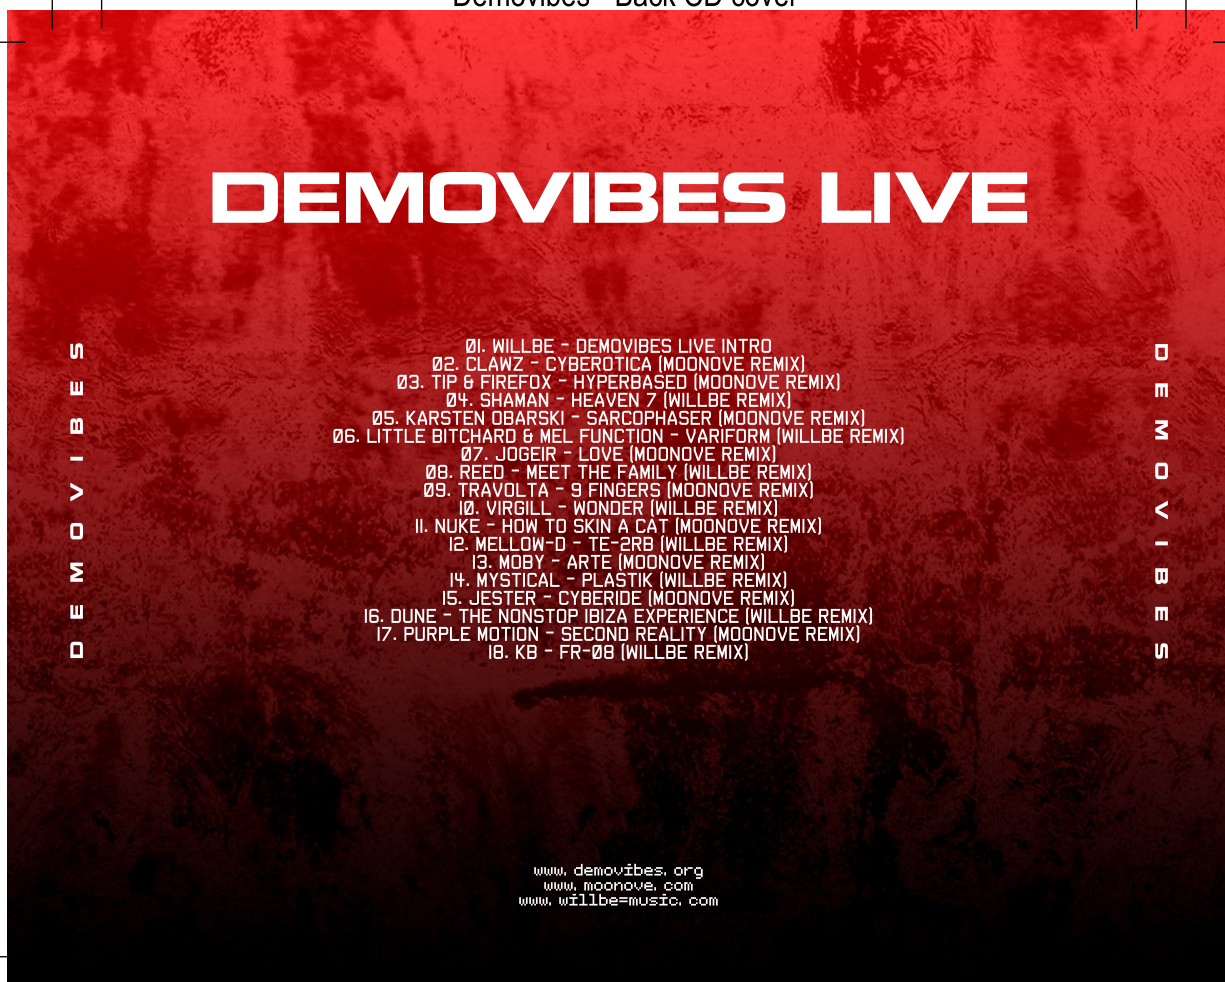 Demovibes - Back CD cover
DEMOVIBES LIVE
DEMOVIBES
01. WILLBE - DEMOVIBES LIVE INTRO
02. CLAWZ - CYBEROTICA (MOONOVE REMIX)
03. TIP & FIREFOX - HYPERBASED (MOONOVE REMIX)
04. SHAMAN - HEAVEN 7 (WILLBE REMIX)
05. KARSTEN OBARSKI - SARCOPHASER (MOONOVE REMIX)
06. LITTLE BITCHARD & MEL FUNCTION - VARIFORM (WILLBE REMIX)
07. JOGEIR - LOVE (MOONOVE REMIX)
08. REED - MEET THE FAMILY (WILLBE REMIX)
09. TRAVOLTA - 9 FINGERS (MOONOVE REMIX)
10. VIRGILL - WONDER (WILLBE REMIX)
11. NUKE - HOW TO SKIN A CAT (MOONOVE REMIX)
12. MELLOW-D - TE-2RB (WILLBE REMIX)
13. MOBY - ARTE (MOONOVE REMIX)
14. MYSTICAL - PLASTIK (WILLBE REMIX)
15. JESTER - CYBERIDE (MOONOVE REMIX)
16. DUNE - THE NONSTOP IBIZA EXPERIENCE (WILLBE REMIX)
17. PURPLE MOTION - SECOND REALITY (MOONOVE REMIX)
18. KB - FR-08 (WILLBE REMIX)
DEMOVIBES
www.demovibes.org
www.moonove.com
www.willbe=music.com